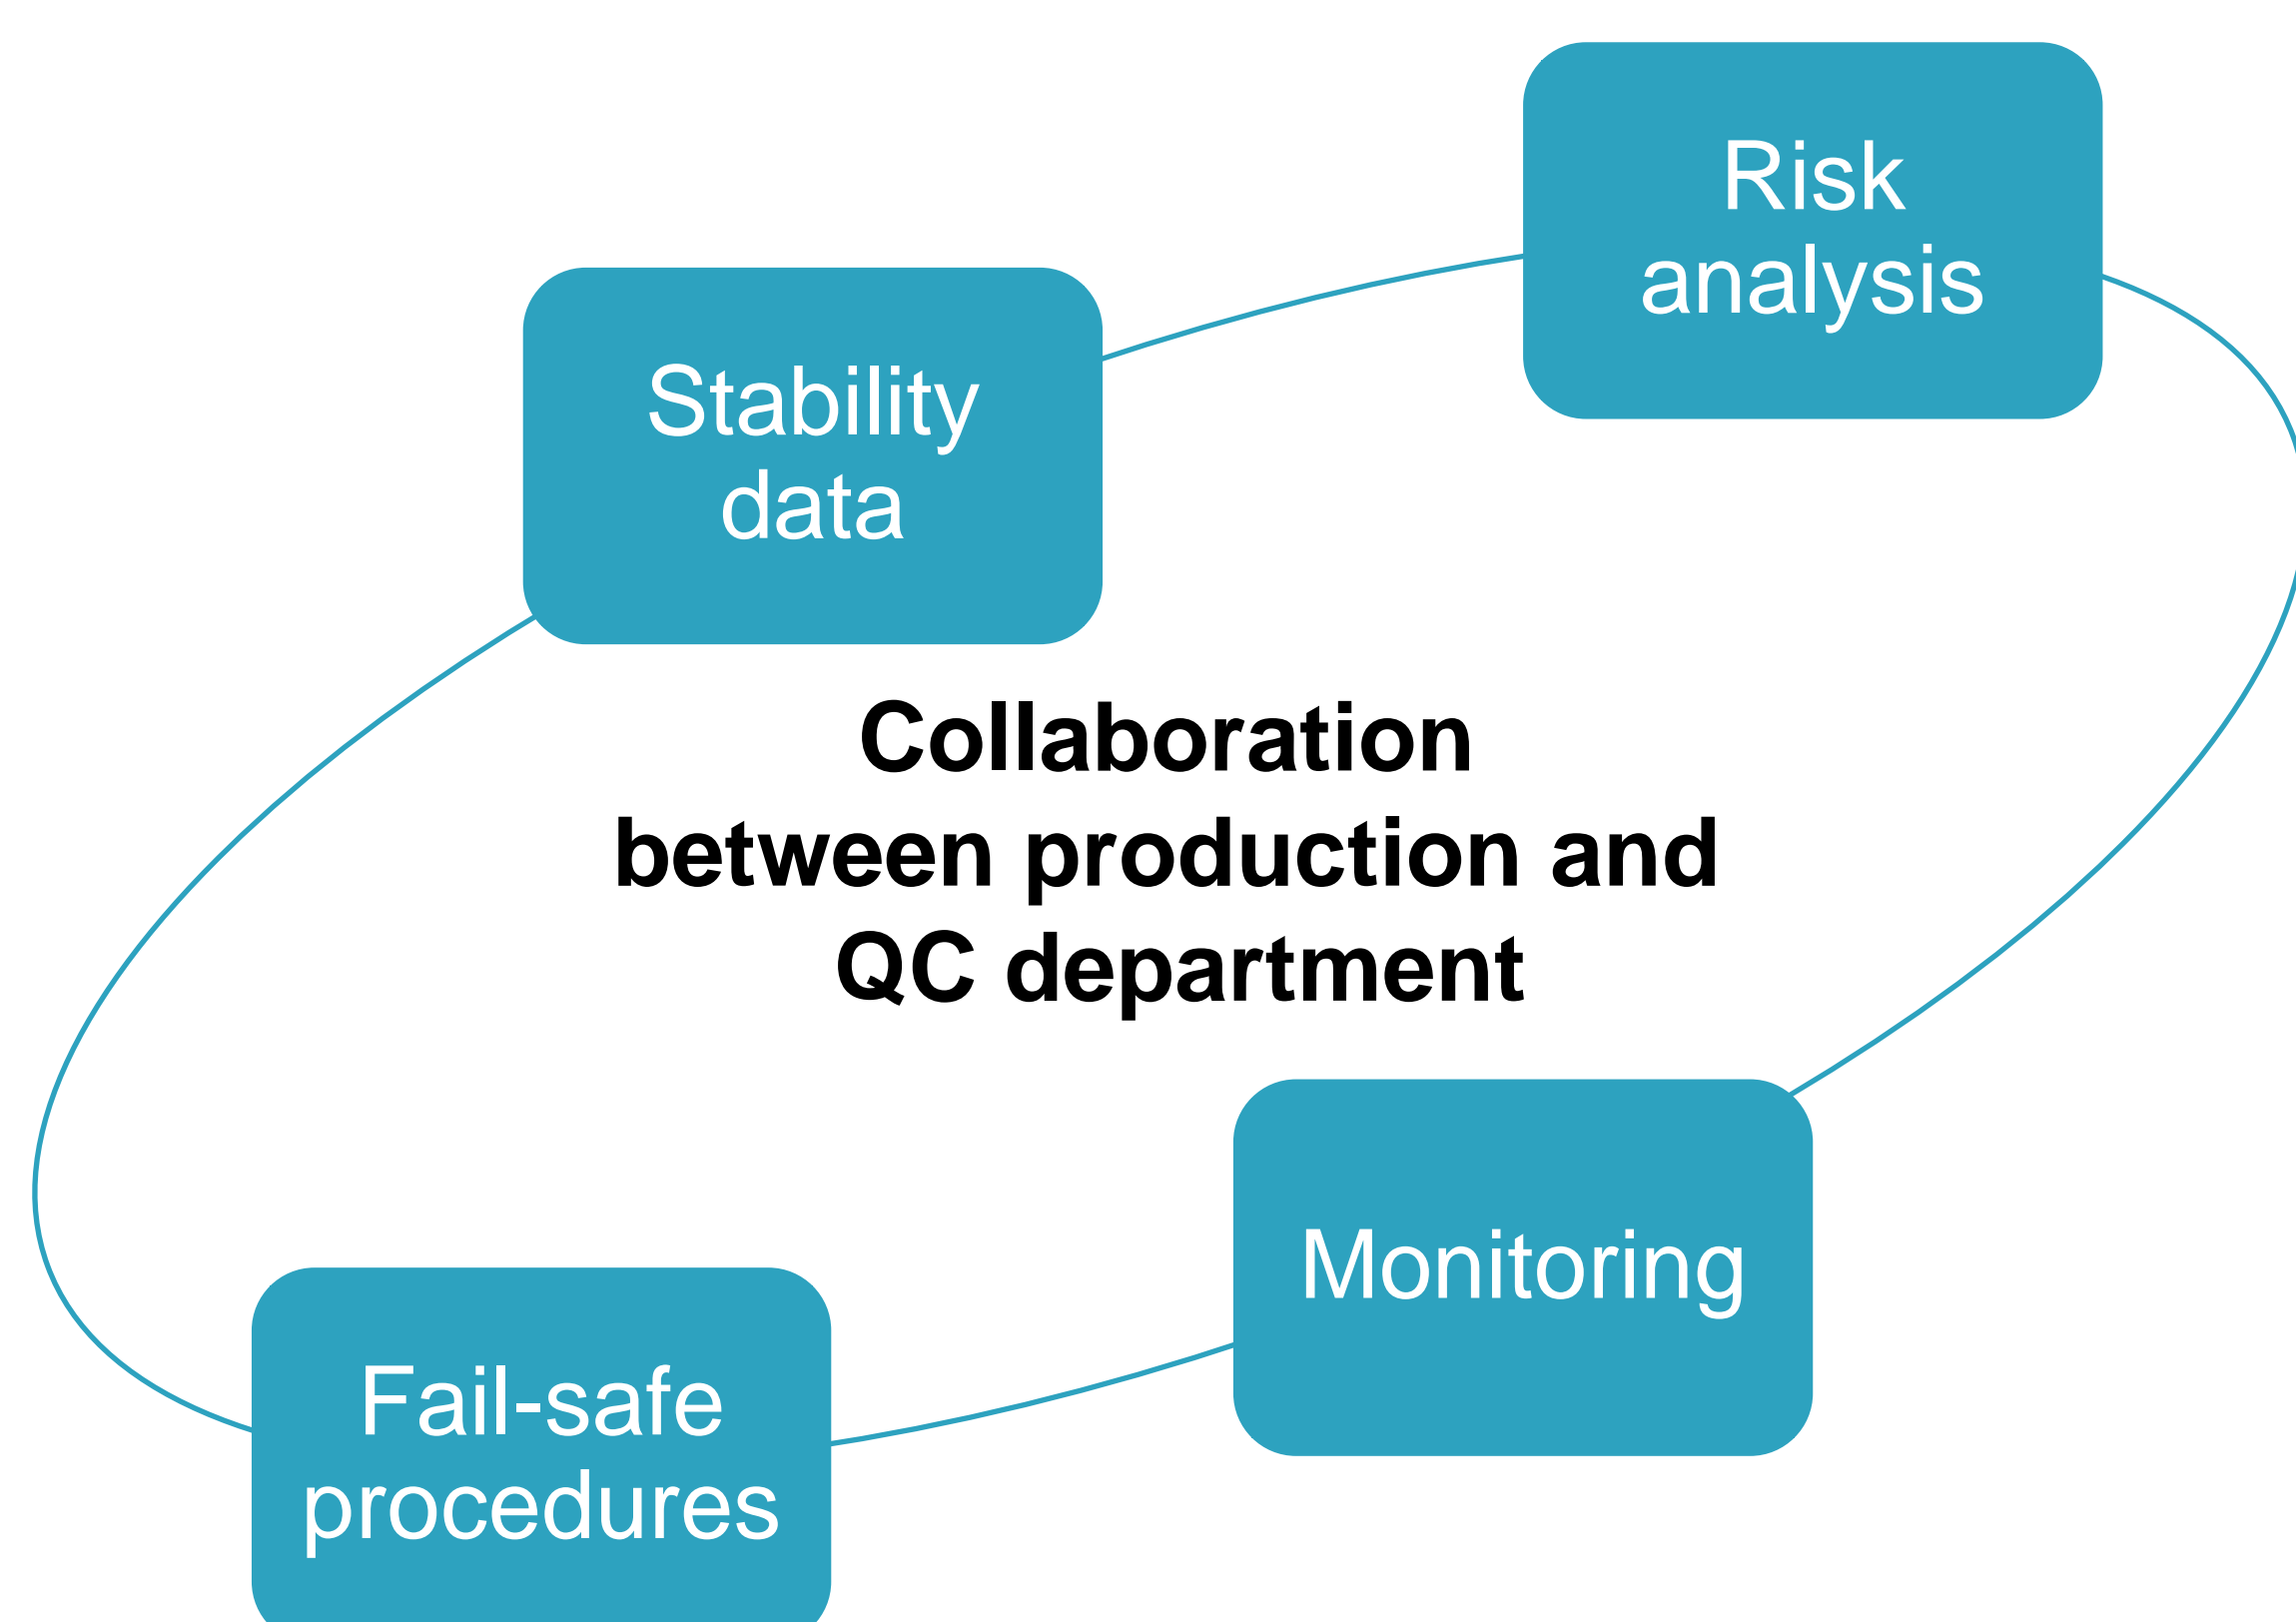 Risk
analysis
Stability
data
Collaboration
between production and
QC department
Monitoring
Fail-safe
procedures